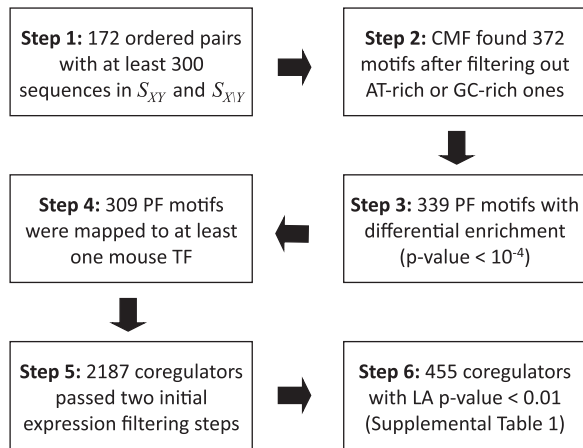 Step 1: 172 ordered pairs
with at least 300
sequences in S_XY and S_X\Y
Step 2: CMF found 372
motifs after filtering out
AT-rich or GC-rich ones
Step 3: 339 PF motifs with
differential enrichment
(p-value < 10⁻⁴)
Step 4: 309 PF motifs
were mapped to at least
one mouse TF
Step 5: 2187 coregulators
passed two initial
expression filtering steps
Step 6: 455 coregulators
with LA p-value < 0.01
(Supplemental Table 1)